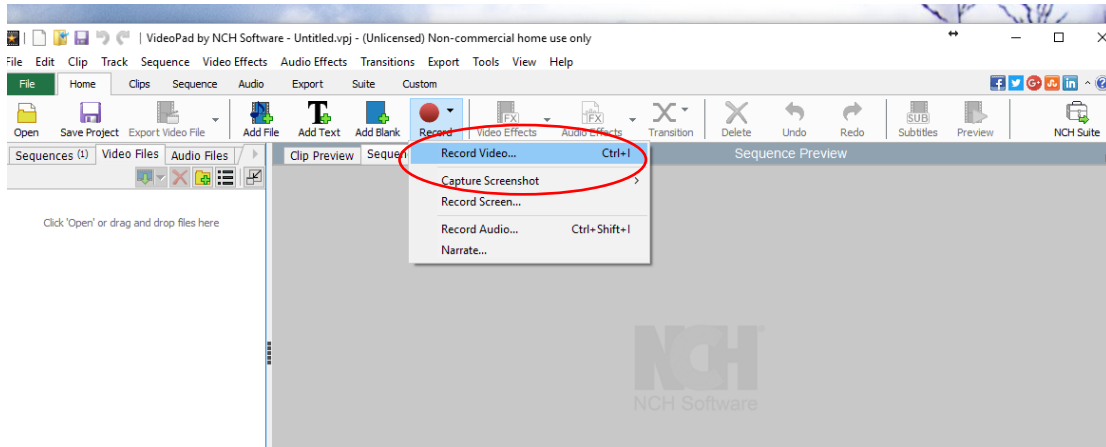 VideoPad by NCH Software - Untitled.vpj - (Unlicensed) Non-commercial home use only
File Edit Clip Track Sequence Video Effects Audio Effects Transitions Export Tools View Help
File Home Clips Sequence Audio Export Suite Custom
Open Save Project Export Video File Add File Add Text Add Blank Record Video Effects Audio Effects Transition Delete Undo Redo Subtitles Preview NCH Suite
Sequences (1) Video Files Audio Files Clip Preview Sequen Sequence Preview
Record Video... Ctrl+I
Capture Screenshot
Record Screen...
Record Audio... Ctrl+Shift+I
Narrate...
Click 'Open' or drag and drop files here
NCH
NCH Software